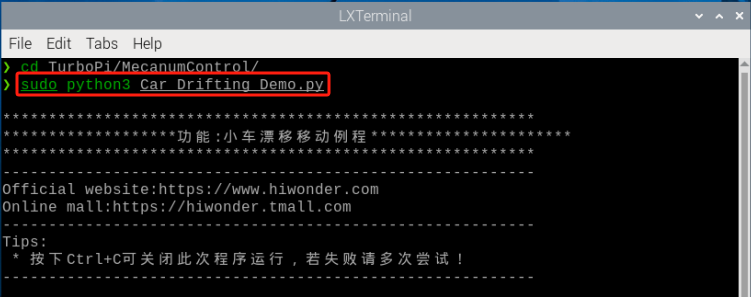 LXTerminal
File Edit Tabs Help
❯ cd TurboPi/MecanumControl/
❯ sudo python3 Car_Drifting_Demo.py
**********************************************************
*******************功能:小车漂移移动例程**********************
**********************************************************
----------------------------------------------------------
Official website:https://www.hiwonder.com
Online mall:https://hiwonder.tmall.com
----------------------------------------------------------
Tips:
 * 按下Ctrl+C可关闭此次程序运行，若失败请多次尝试！
----------------------------------------------------------